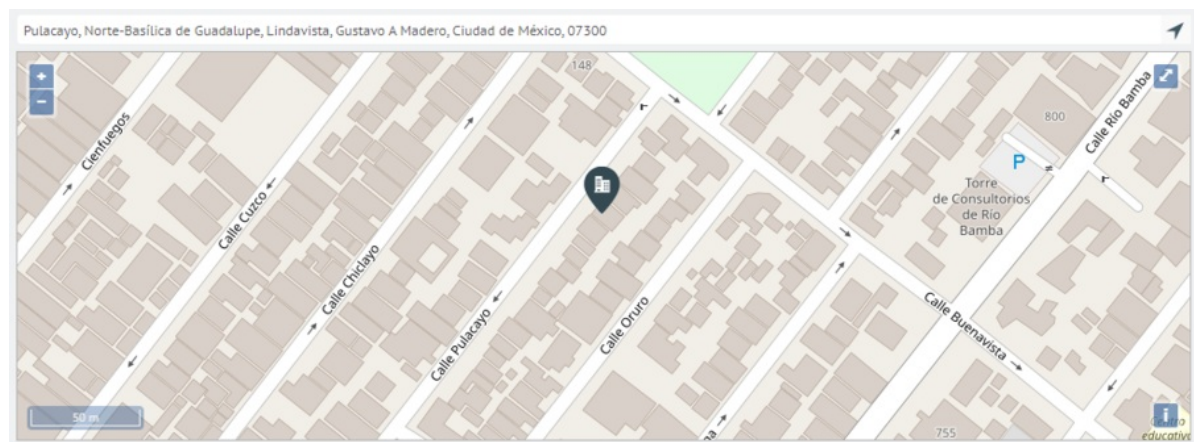 Pulacayo, Norte-Basílica de Guadalupe, Lindavista, Gustavo A Madero, Ciudad de México, 07300
+
−
148
800
Calle Río Bamba
Cienfuegos
P
Torre
de Consultorios
de Río
Bamba
Calle Cuzco
Calle Chiclayo
Calle Pulacayo
Calle Oruro
Calle Buenavista
50 m
755
i
educativo